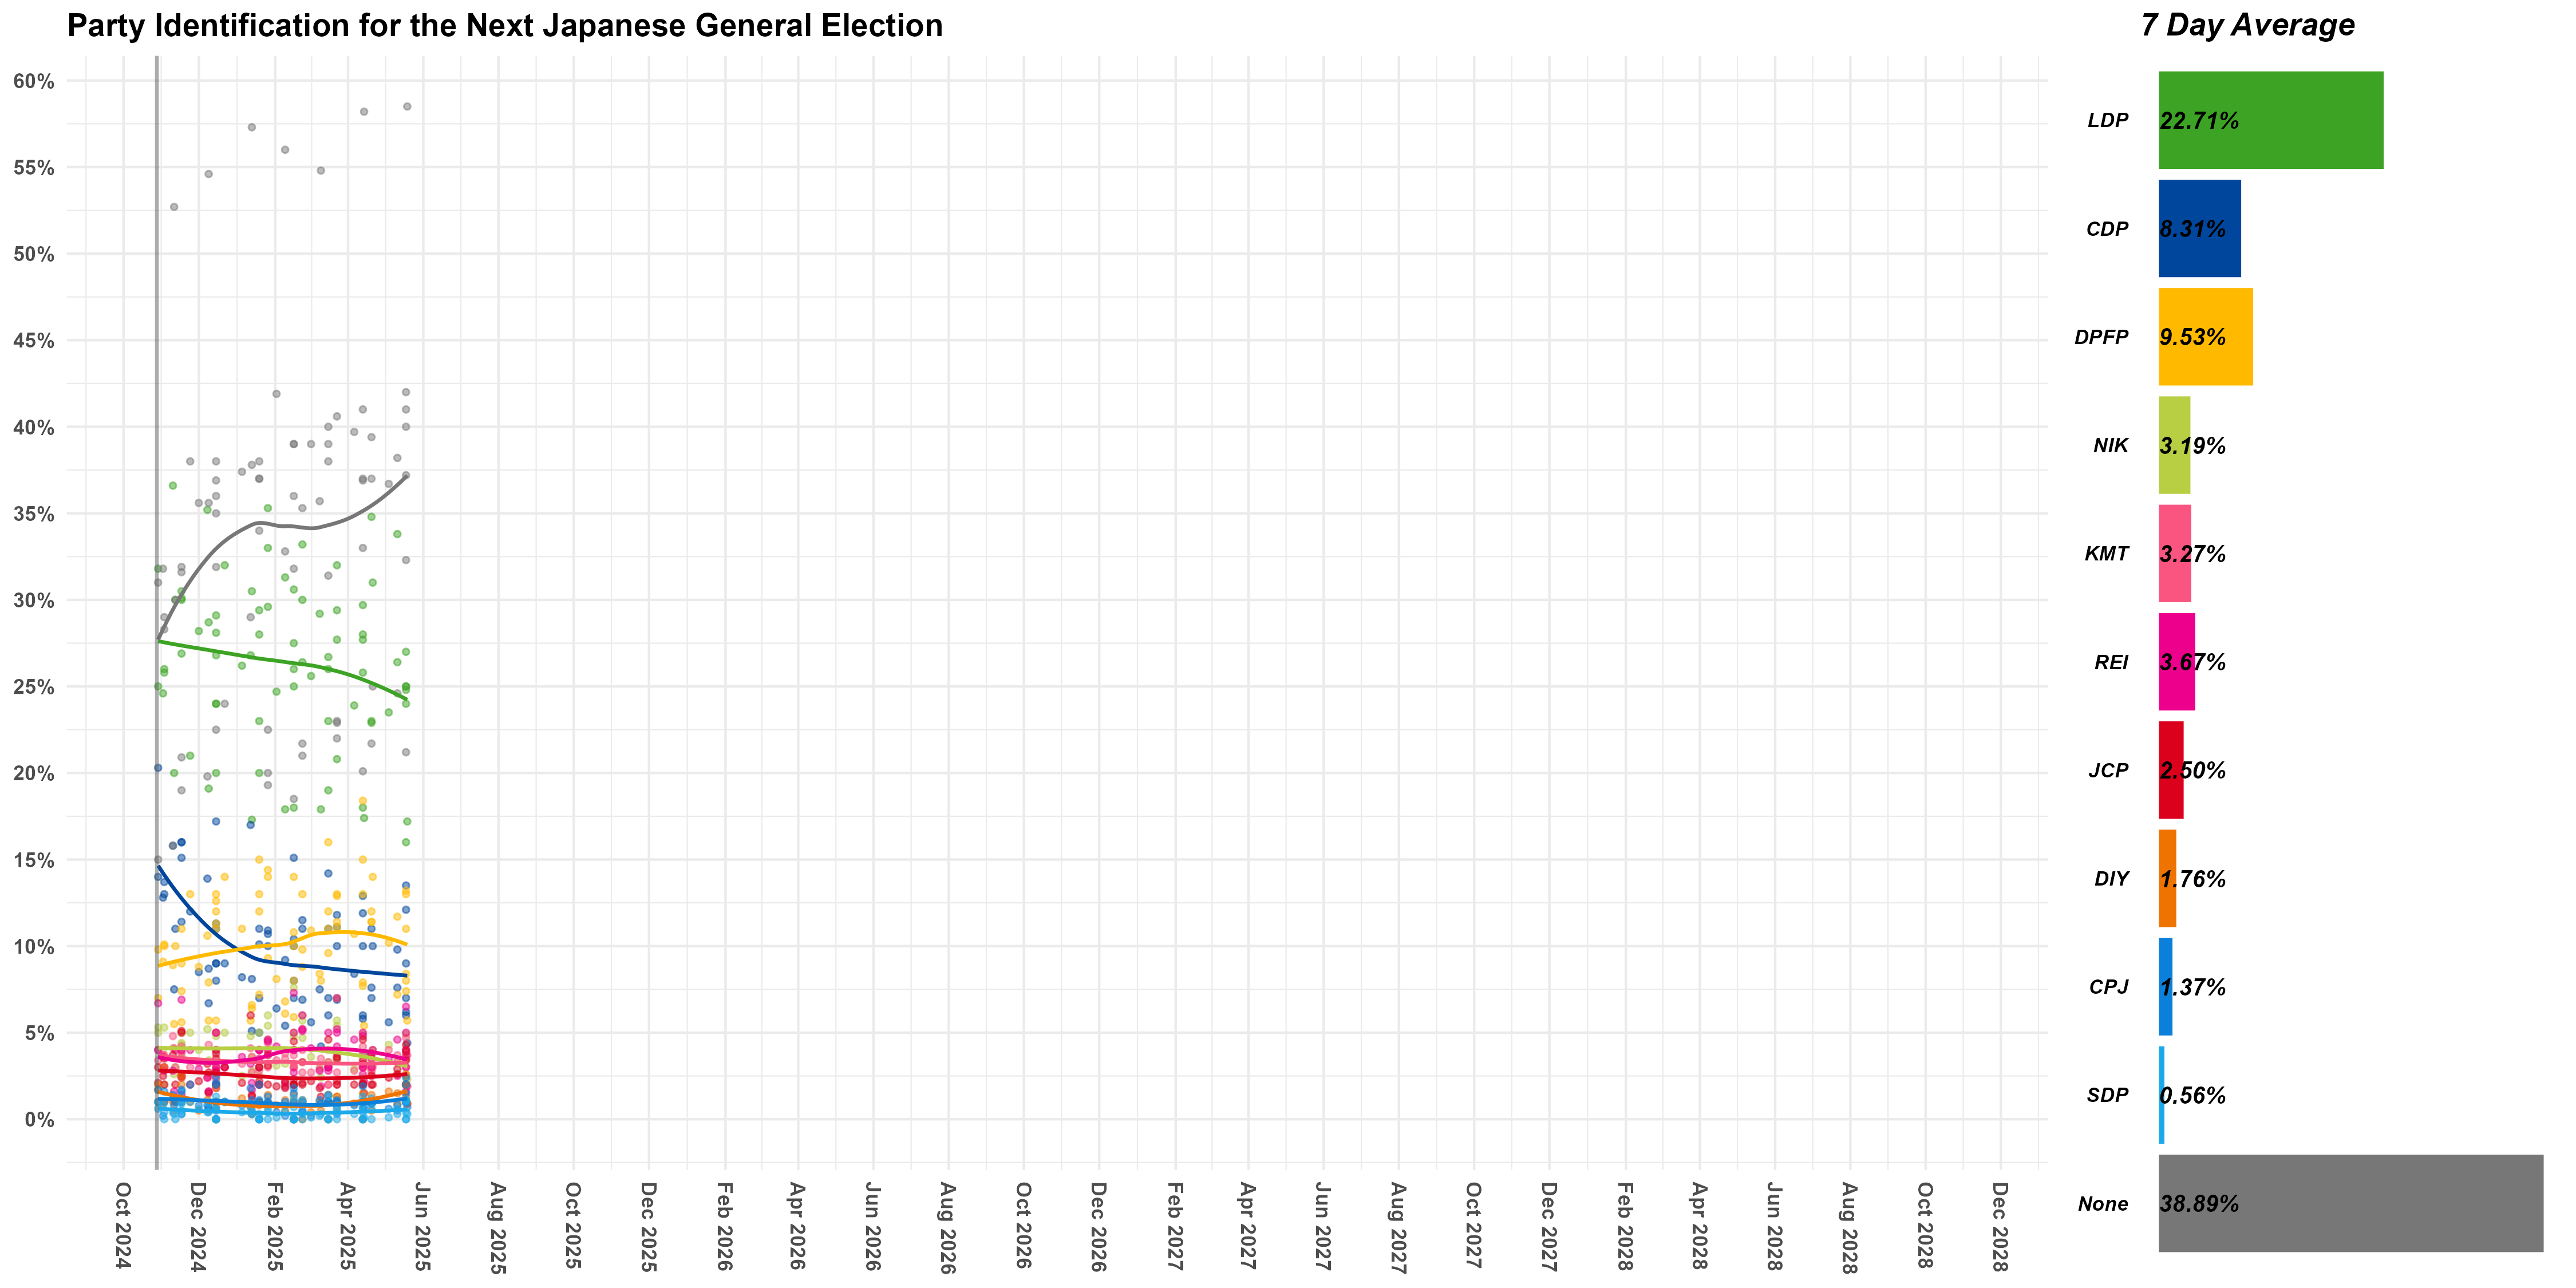 Party Identification for the Next Japanese General Election
7 Day Average
60%
55%
50%
45%
40%
35%
30%
25%
20%
15%
10%
5%
0%
Oct 2024
Dec 2024
Feb 2025
Apr 2025
Jun 2025
Aug 2025
Oct 2025
Dec 2025
Feb 2026
Apr 2026
Jun 2026
Aug 2026
Oct 2026
Dec 2026
Feb 2027
Apr 2027
Jun 2027
Aug 2027
Oct 2027
Dec 2027
Feb 2028
Apr 2028
Jun 2028
Aug 2028
Oct 2028
Dec 2028
LDP 22.71%
CDP 8.31%
DPFP 9.53%
NIK 3.19%
KMT 3.27%
REI 3.67%
JCP 2.50%
DIY 1.76%
CPJ 1.37%
SDP 0.56%
None 38.89%